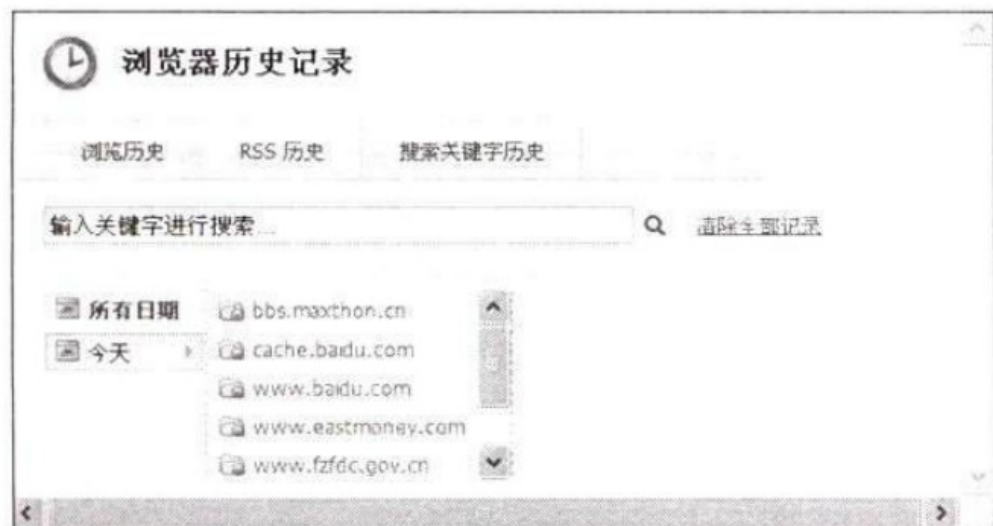 浏览器历史记录
浏览历史 RSS 历史 搜索关键字历史
输入关键字进行搜索... 清除全部记录
所有日期 bbs.maxthon.cn
今天 cache.baidu.com
www.baidu.com
www.eastmoney.com
www.fzfdc.gov.cn